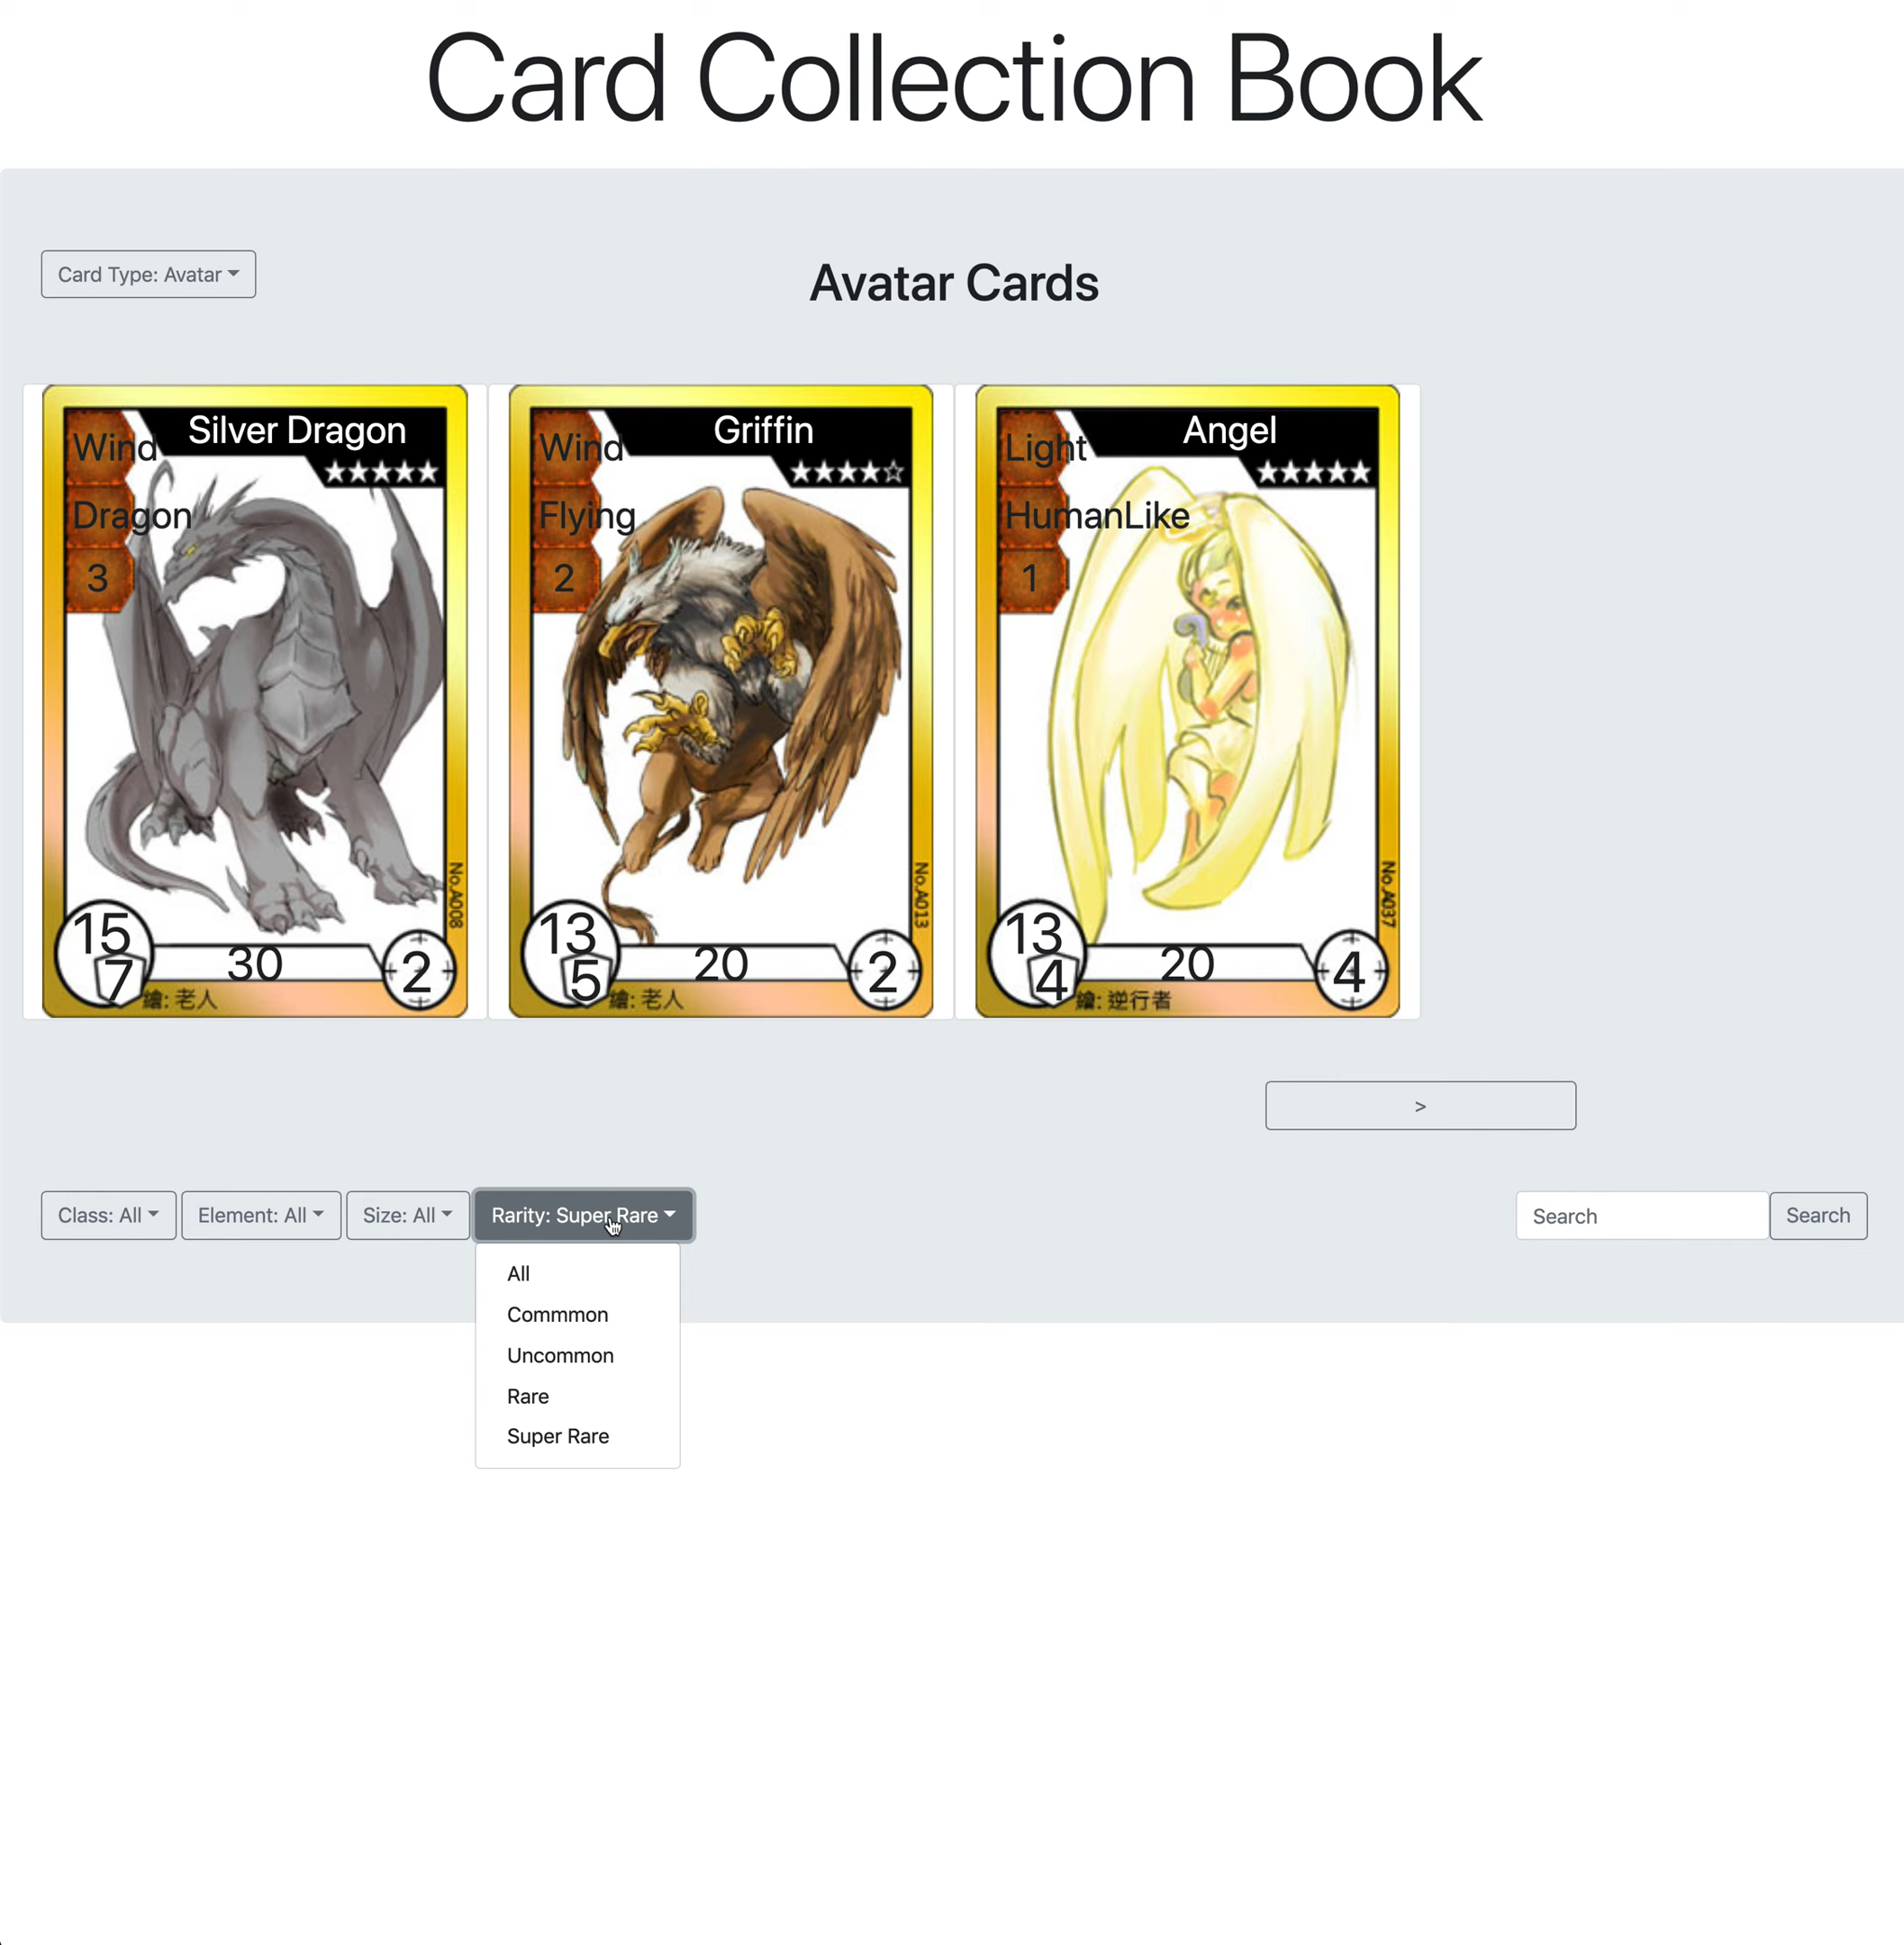 Card Collection Book
Card Type: Avatar
Avatar Cards
Silver Dragon
★★★★★
Wind
Dragon
3
No.A008
15
7
30
2
繪: 老人
Griffin
★★★★☆
Wind
Flying
2
No.A013
13
5
20
2
繪: 老人
Angel
★★★★★
Light
HumanLike
1
No.A037
13
4
20
4
繪: 逆行者
>
Class: All
Element: All
Size: All
Rarity: Super Rare
Search
Search
All
Commmon
Uncommon
Rare
Super Rare